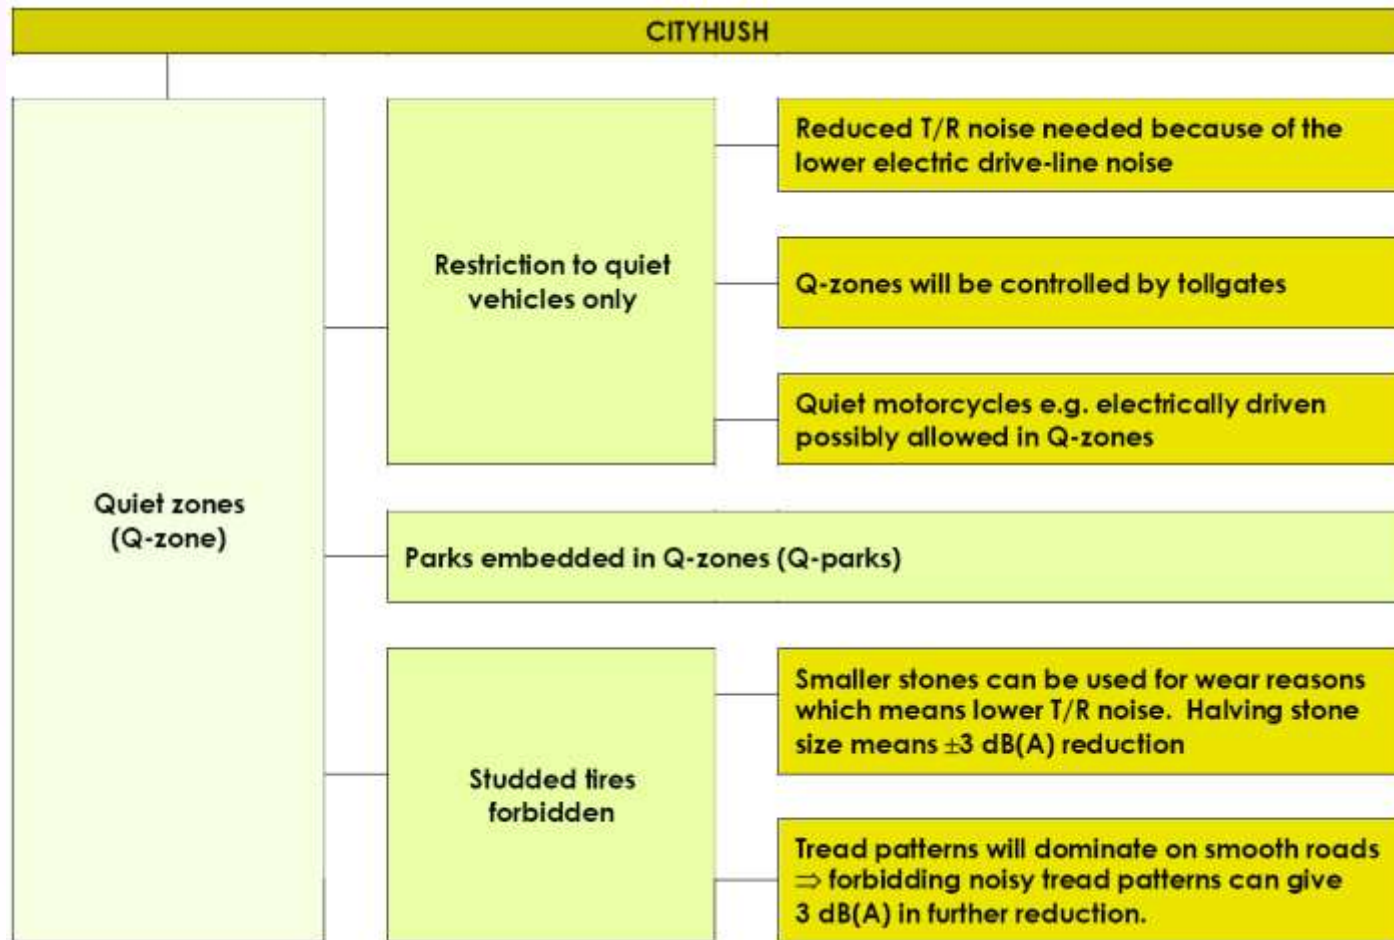 CITYHUSH
Quiet zones
(Q-zone)
Restriction to quiet
vehicles only
Reduced T/R noise needed because of the
lower electric drive-line noise
Q-zones will be controlled by tollgates
Quiet motorcycles e.g. electrically driven
possibly allowed in Q-zones
Parks embedded in Q-zones (Q-parks)
Studded tires
forbidden
Smaller stones can be used for wear reasons
which means lower T/R noise.  Halving stone
size means ±3 dB(A) reduction
Tread patterns will dominate on smooth roads
⇒ forbidding noisy tread patterns can give
3 dB(A) in further reduction.